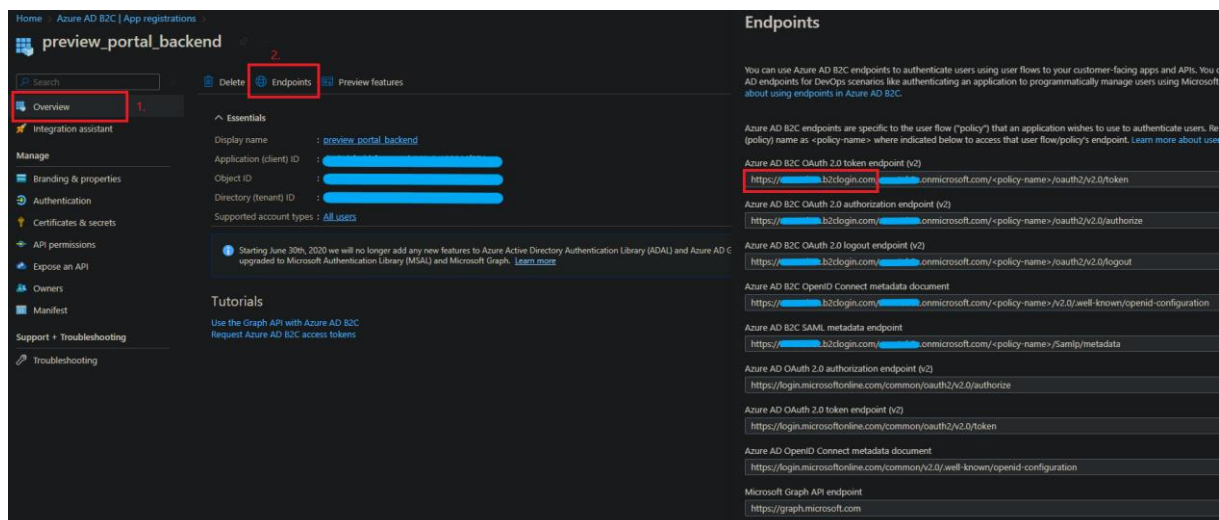 Home > Azure AD B2C | App registrations >
preview_portal_backend
2.
Search
Delete Endpoints Preview features
Overview
1.
Integration assistant
Manage
Branding & properties
Authentication
Certificates & secrets
API permissions
Expose an API
Owners
Manifest
Support + Troubleshooting
Troubleshooting
Essentials
Display name : preview_portal_backend
Application (client) ID :
Object ID :
Directory (tenant) ID :
Supported account types : All users
Starting June 30th, 2020 we will no longer add any new features to Azure Active Directory Authentication Library (ADAL) and Azure AD G
upgraded to Microsoft Authentication Library (MSAL) and Microsoft Graph. Learn more
Tutorials
Use the Graph API with Azure AD B2C
Request Azure AD B2C access tokens
Endpoints
You can use Azure AD B2C endpoints to authenticate users using user flows to your customer-facing apps and APIs. You c
AD endpoints for DevOps scenarios like authenticating an application to programmatically manage users using Microsoft
about using endpoints in Azure AD B2C.
Azure AD B2C endpoints are specific to the user flow ("policy") that an application wishes to use to authenticate users. Re
(policy) name as <policy-name> where indicated below to access that user flow/policy's endpoint. Learn more about user
Azure AD B2C OAuth 2.0 token endpoint (v2)
https:// .b2clogin.com/ .onmicrosoft.com/<policy-name>/oauth2/v2.0/token
Azure AD B2C OAuth 2.0 authorization endpoint (v2)
https:// .b2clogin.com/ .onmicrosoft.com/<policy-name>/oauth2/v2.0/authorize
Azure AD B2C OAuth 2.0 logout endpoint (v2)
https:// .b2clogin.com/ .onmicrosoft.com/<policy-name>/oauth2/v2.0/logout
Azure AD B2C OpenID Connect metadata document
https:// .b2clogin.com/ .onmicrosoft.com/<policy-name>/v2.0/.well-known/openid-configuration
Azure AD B2C SAML metadata endpoint
https:// .b2clogin.com/ .onmicrosoft.com/<policy-name>/Samlp/metadata
Azure AD OAuth 2.0 authorization endpoint (v2)
https://login.microsoftonline.com/common/oauth2/v2.0/authorize
Azure AD OAuth 2.0 token endpoint (v2)
https://login.microsoftonline.com/common/oauth2/v2.0/token
Azure AD OpenID Connect metadata document
https://login.microsoftonline.com/common/v2.0/.well-known/openid-configuration
Microsoft Graph API endpoint
https://graph.microsoft.com